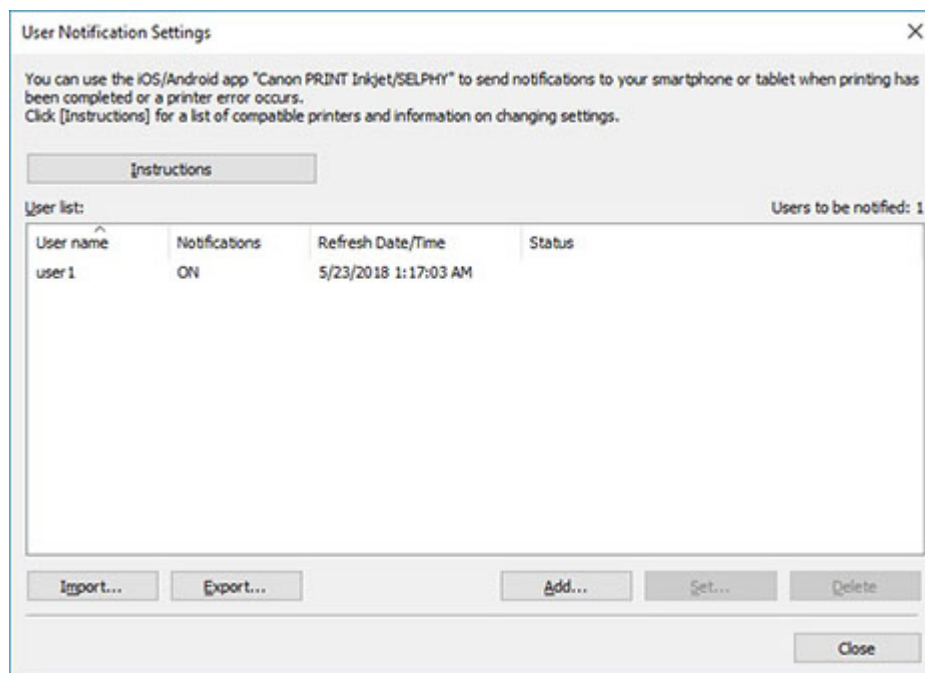 User Notification Settings
You can use the iOS/Android app "Canon PRINT Inkjet/SELPHY" to send notifications to your smartphone or tablet when printing has
been completed or a printer error occurs.
Click [Instructions] for a list of compatible printers and information on changing settings.
Instructions
User list: Users to be notified: 1
User name Notifications Refresh Date/Time Status
user1 ON 5/23/2018 1:17:03 AM
Import... Export... Add... Set... Delete
Close